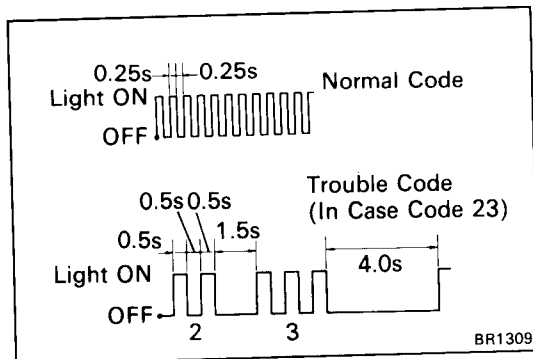 0.25s 0.25s
Light ON Normal Code
OFF
Trouble Code
0.5s 0.5s (In Case Code 23)
0.5s 1.5s
Light ON 4.0s
OFF
2 3
BR1309